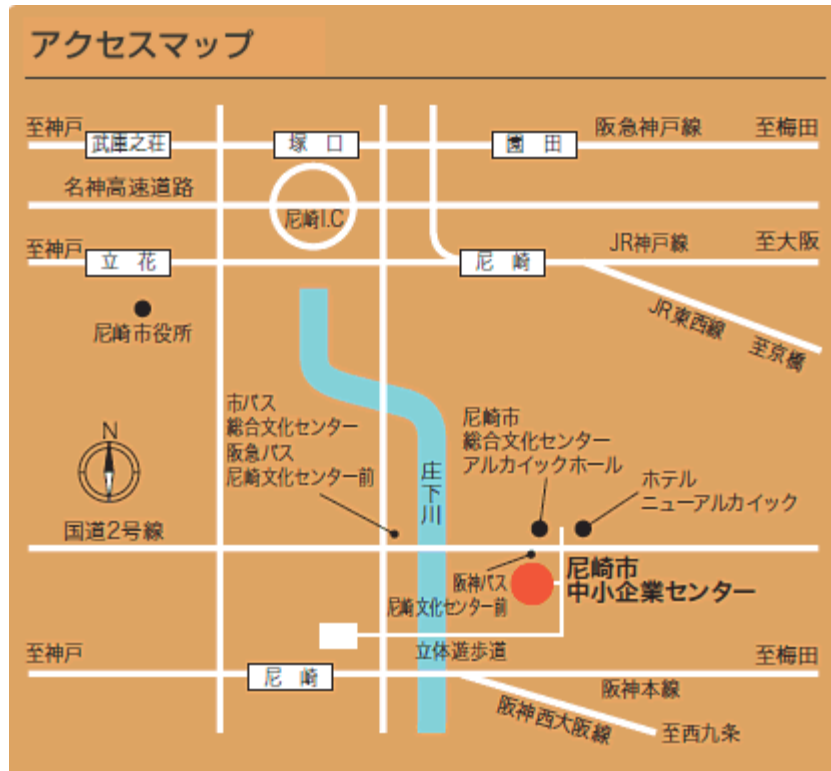 アクセスマップ
至神戸
武庫之荘
塚口
園田
阪急神戸線
至梅田
名神高速道路
尼崎I.C
至神戸
立花
尼崎
JR神戸線
至大阪
JR東西線
至京橋
尼崎市役所
N
市バス
総合文化センター
阪急バス
尼崎文化センター前
庄下川
尼崎市
総合文化センター
アルカイックホール
ホテル
ニューアルカイック
国道2号線
阪神バス
尼崎文化センター前
尼崎市
中小企業センター
立体遊歩道
至神戸
尼崎
阪神本線
至梅田
阪神西大阪線
至西九条